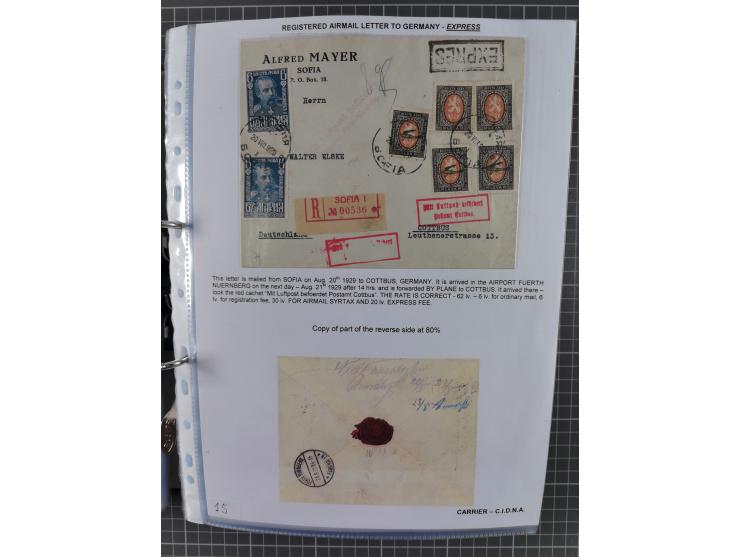 REGISTERED AIRMAIL LETTER TO GERMANY - EXPRESS
ALFRED MAYER
SOFIA
P. O. Box. 18.
EXPRES
Herrn
WALTER ELSKE
SOFIA
R SOFIA I
№ 00536
Mit Luftpost befördert
Postamt Cottbus.
COTTBUS
Deutschland
Leuthenerstrasse 13.
This letter is mailed from SOFIA on Aug. 20th 1929 to COTTBUS, GERMANY. It is arrived in the AIRPORT FUERTH
NUERNBERG on the next day – Aug. 21st 1929 after 14 hrs. and is forwarded BY PLANE to COTTBUS. It arrived there –
look the red cachet "Mit Luftpost befoerdet Postamt Cottbus". THE RATE IS CORRECT - 62 lv. – 6 lv. for ordinary mail, 6
lv. for registration fee, 30 lv. FOR AIRMAIL SYRTAX AND 20 lv. EXPRESS FEE.
Copy of part of the reverse side at 80%
15
CARRIER – C.I.D.N.A.